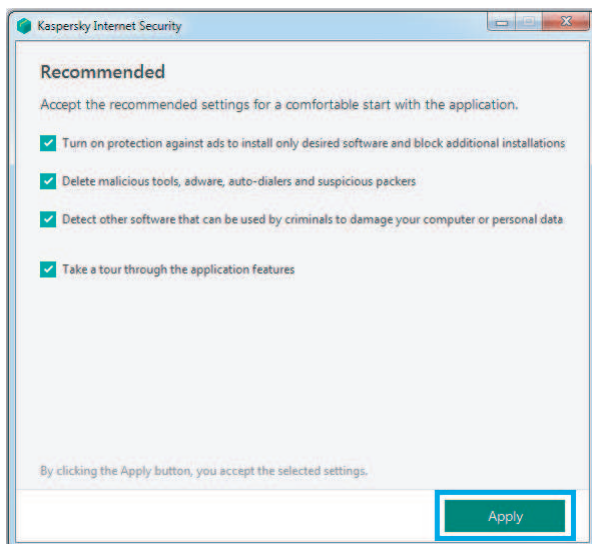 Kaspersky Internet Security
Recommended
Accept the recommended settings for a comfortable start with the application.
Turn on protection against ads to install only desired software and block additional installations
Delete malicious tools, adware, auto-dialers and suspicious packers
Detect other software that can be used by criminals to damage your computer or personal data
Take a tour through the application features
By clicking the Apply button, you accept the selected settings.
Apply